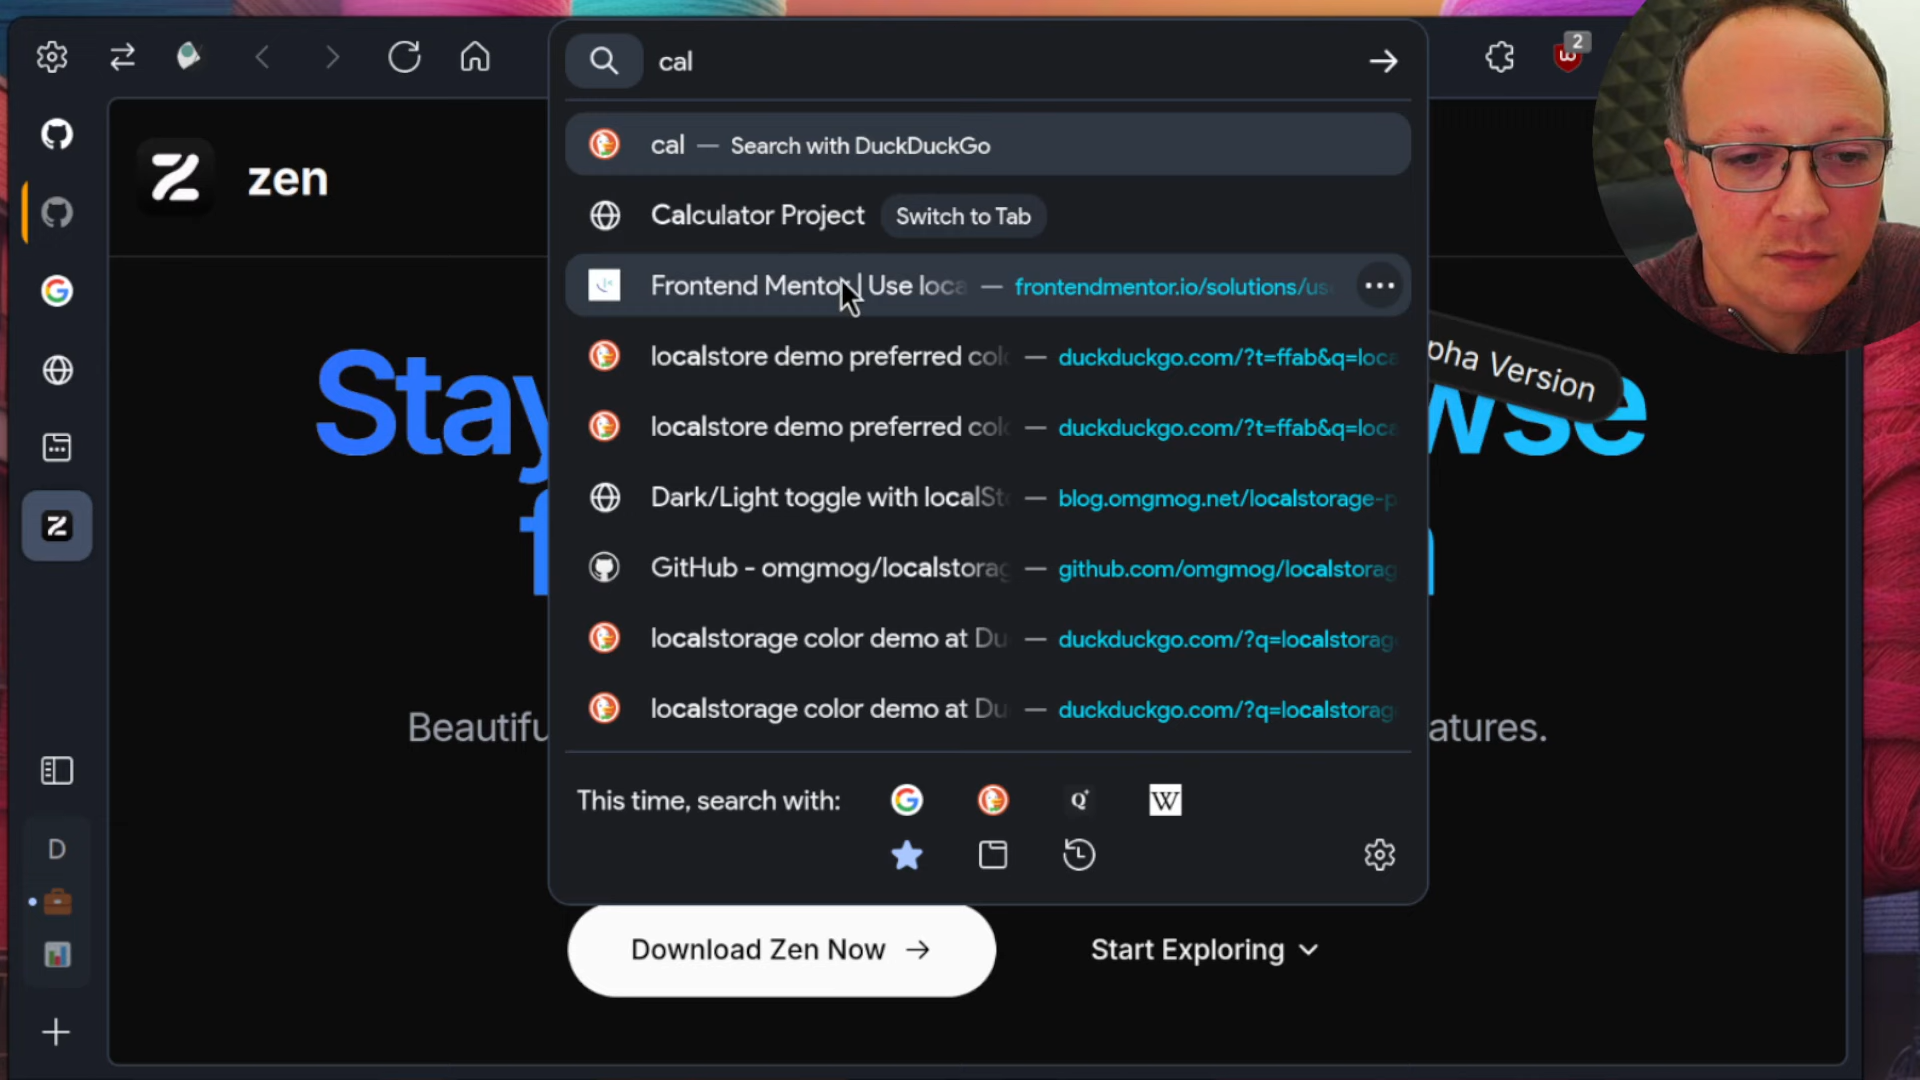 cal
2
cal — Search with DuckDuckGo
zen
Calculator Project Switch to Tab
Frontend Mentor | Use loca — frontendmentor.io/solutions/us
localstore demo preferred col — duckduckgo.com/?t=ffab&q=loca
pha Version
Stay
wse
localstore demo preferred col — duckduckgo.com/?t=ffab&q=loca
Dark/Light toggle with localSt — blog.omgmog.net/localstorage-p
f
GitHub - omgmog/localstorag — github.com/omgmog/localstorag
localstorage color demo at Du — duckduckgo.com/?q=localstorag
localstorage color demo at Du — duckduckgo.com/?q=localstorag
Beautifu
atures.
This time, search with:
W
D
Download Zen Now →
Start Exploring